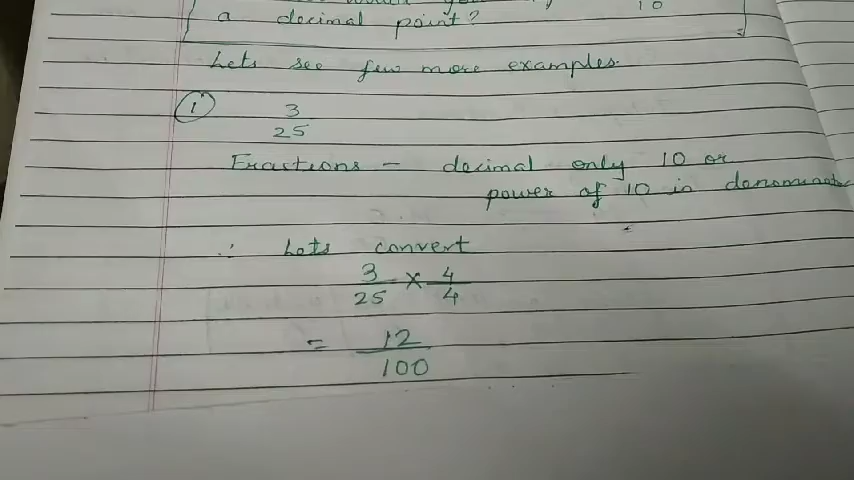 10
a decimal point?
Lets see few more examples.
1 3/25
Fractions - decimal only 10 or
power of 10 in denominator
∴ Lets convert
3/25 × 4/4
= 12/100